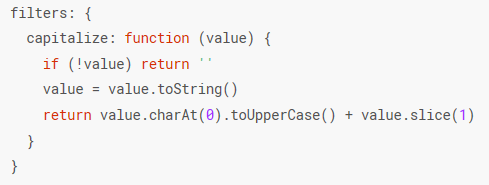 filters: {
  capitalize: function (value) {
    if (!value) return ''
    value = value.toString()
    return value.charAt(0).toUpperCase() + value.slice(1)
  }
}